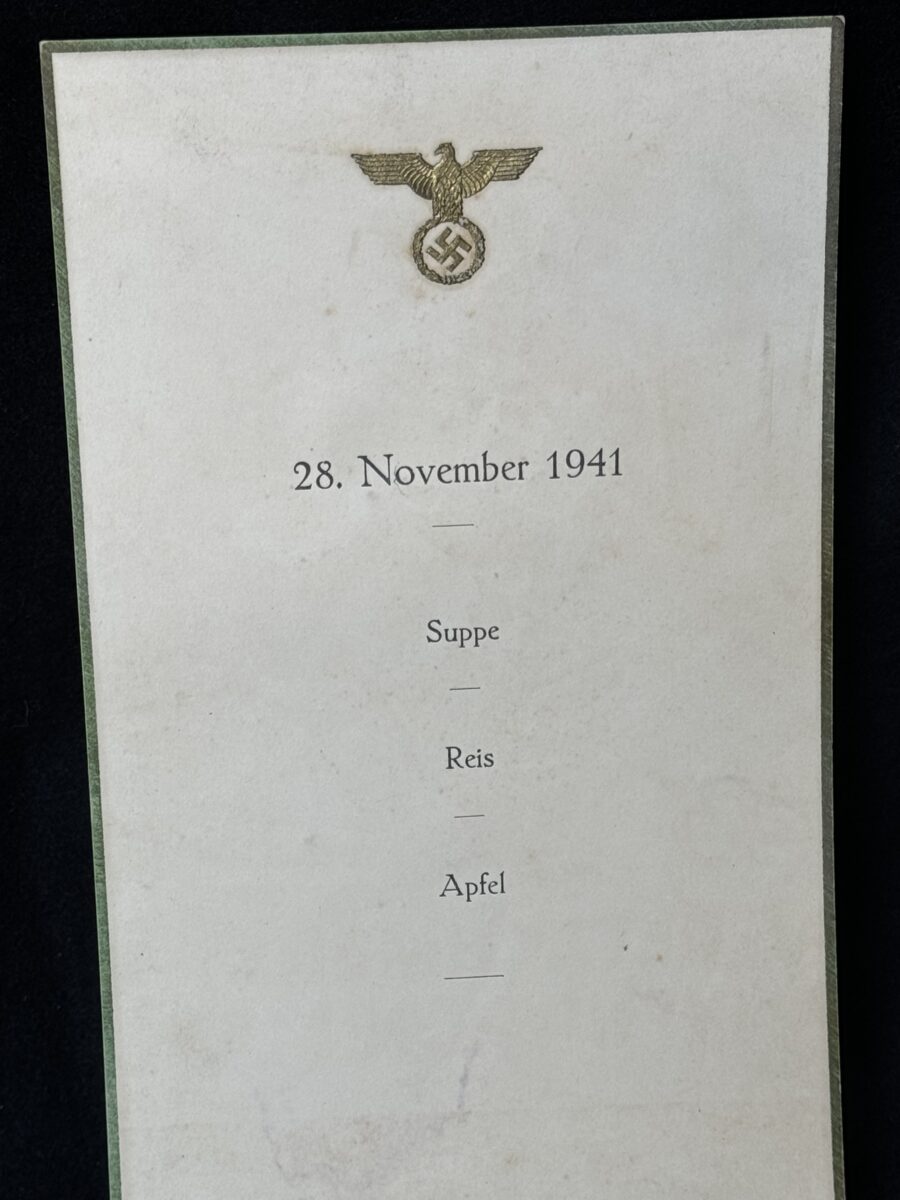 28. November 1941
Suppe
Reis
Apfel